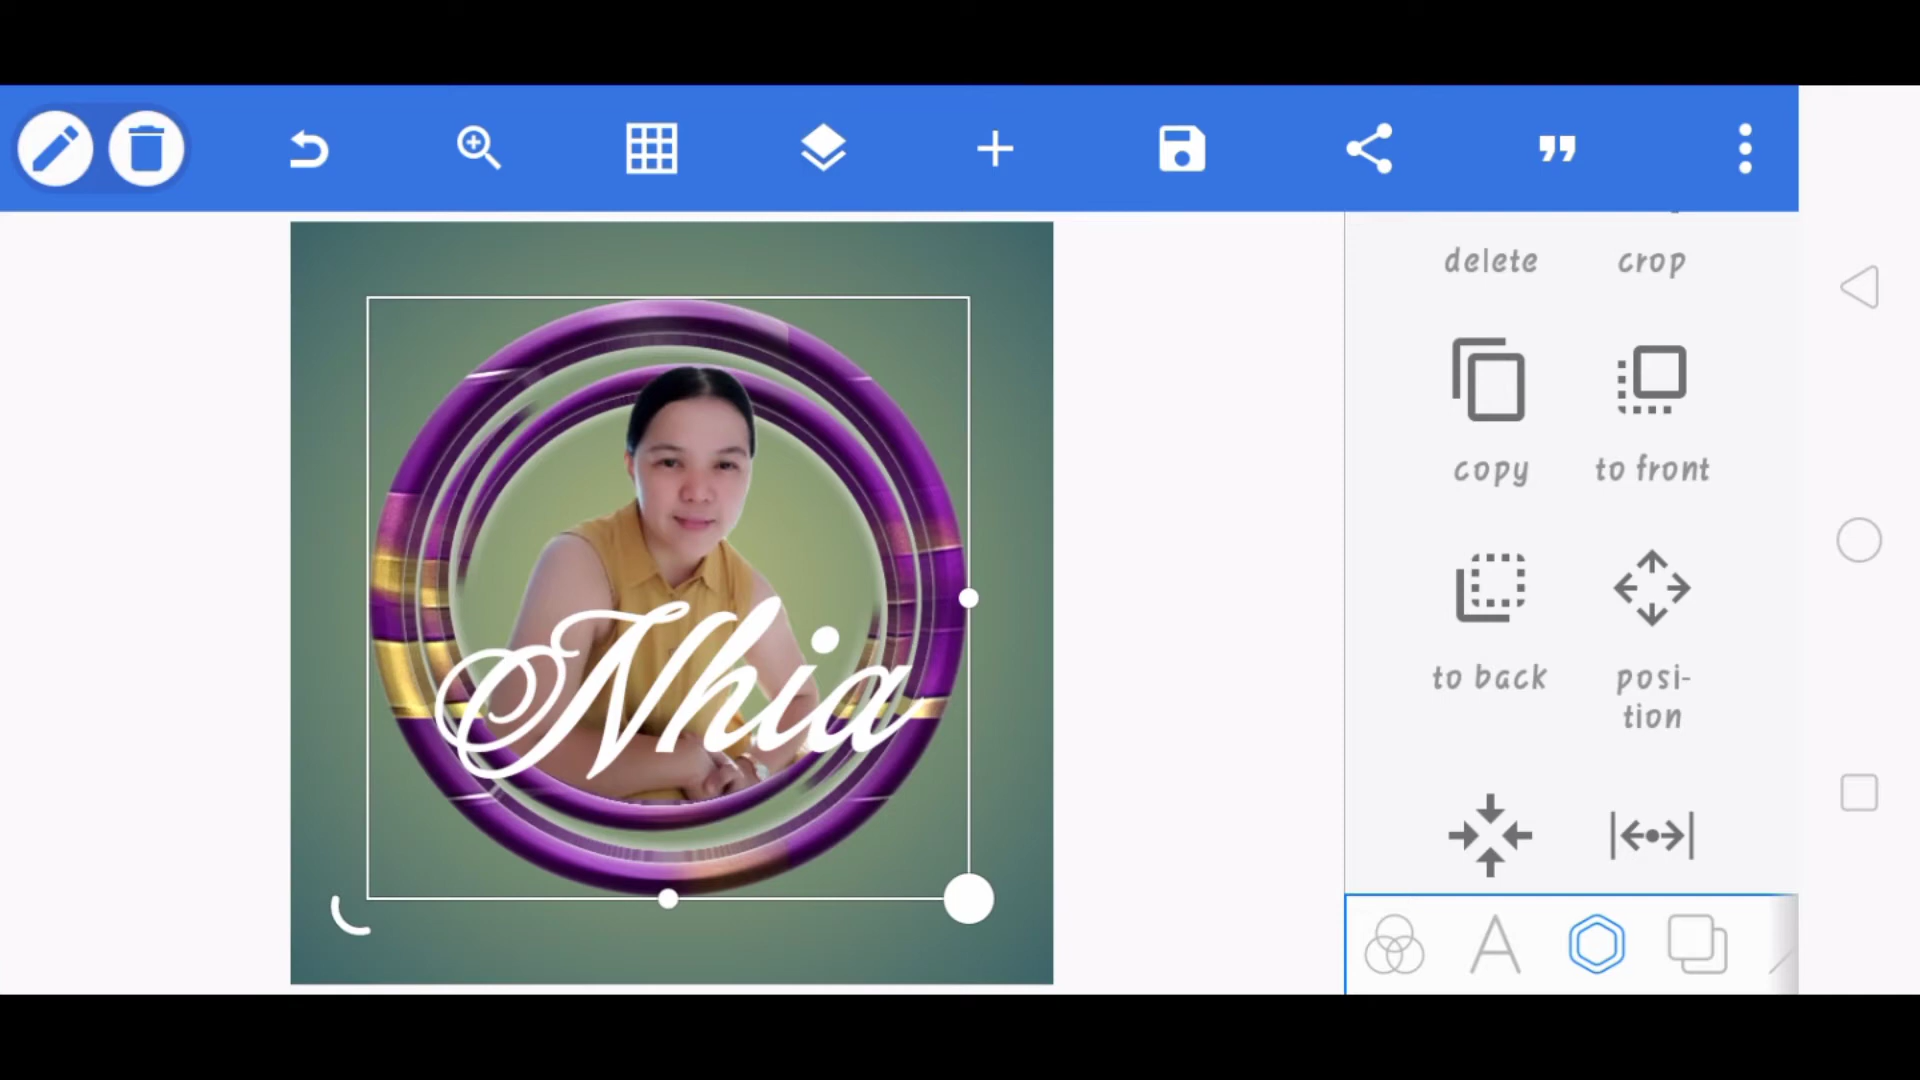 delete crop
copy to front
to back posi-
tion
Nhia